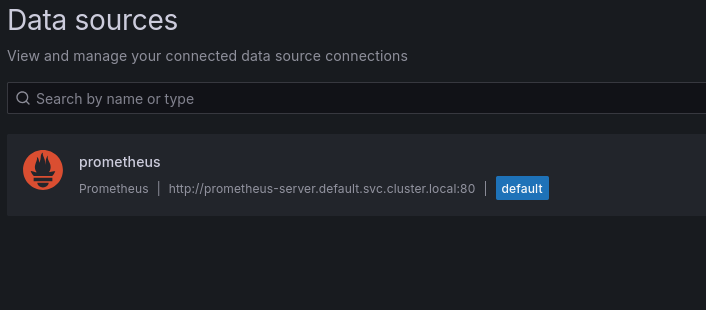 Data sources
View and manage your connected data source connections
Search by name or type
prometheus
Prometheus | http://prometheus-server.default.svc.cluster.local:80 | default